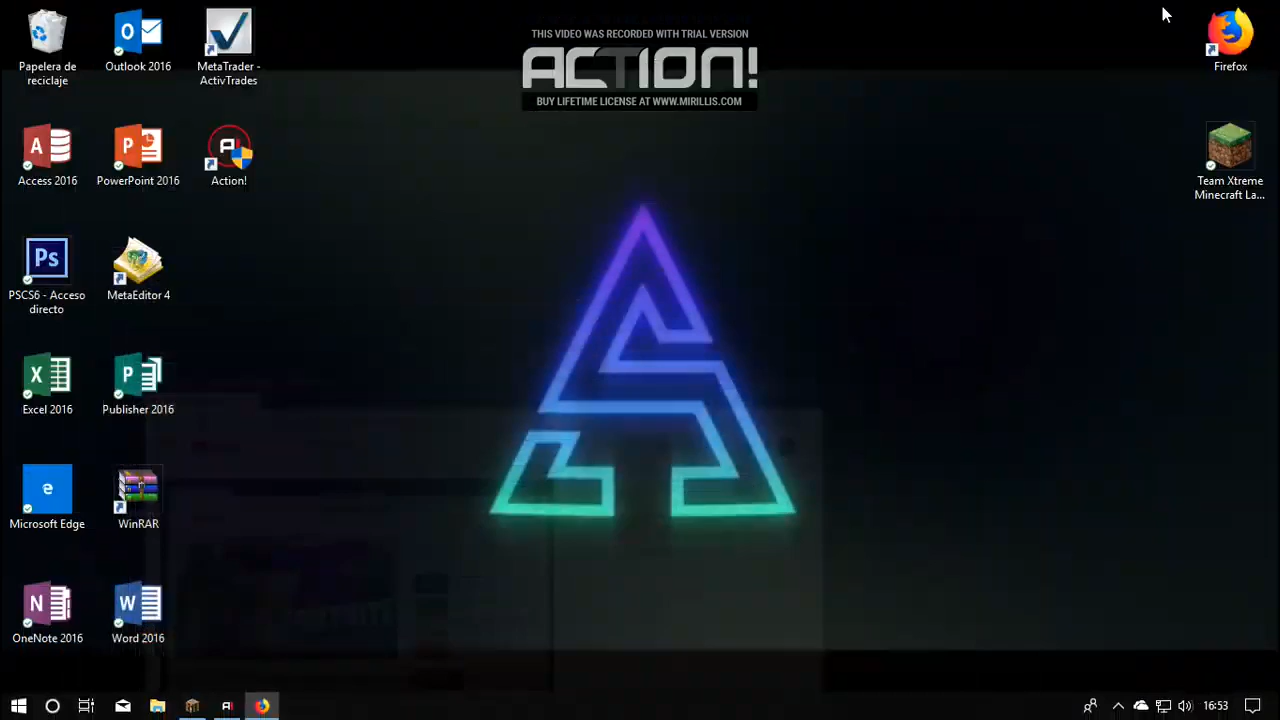 THIS VIDEO WAS RECORDED WITH TRIAL VERSION
ACTION!
BUY LIFETIME LICENSE AT WWW.MIRILLIS.COM
Papelera de
reciclaje
Outlook 2016
MetaTrader -
ActivTrades
Firefox
Access 2016
PowerPoint 2016
Action!
Team Xtreme
Minecraft La...
PSCS6 - Acceso
directo
MetaEditor 4
Excel 2016
Publisher 2016
Microsoft Edge
WinRAR
OneNote 2016
Word 2016
16:53